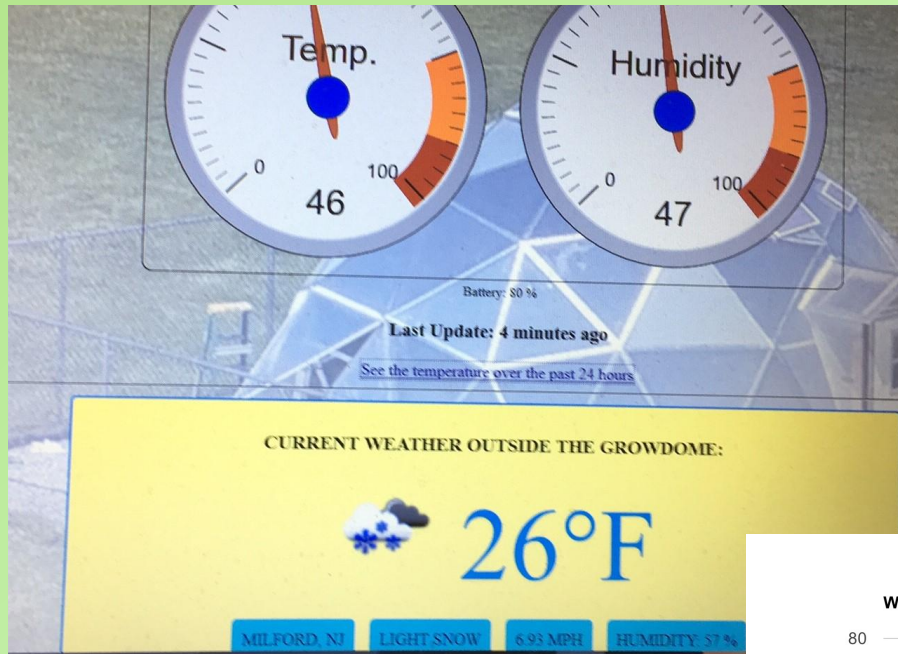 Temp.
0
100
46
Humidity
0
100
47
Battery: 80 %
Last Update: 4 minutes ago
See the temperature over the past 24 hours
CURRENT WEATHER OUTSIDE THE GROWDOME:
26°F
MILFORD, NJ LIGHT SNOW 6.93 MPH HUMIDITY: 57 %
80